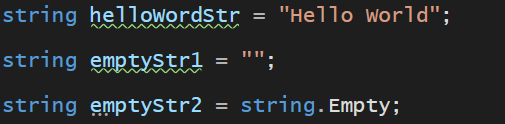 string helloWordStr = "Hello World";
string emptyStr1 = "";
string emptyStr2 = string.Empty;